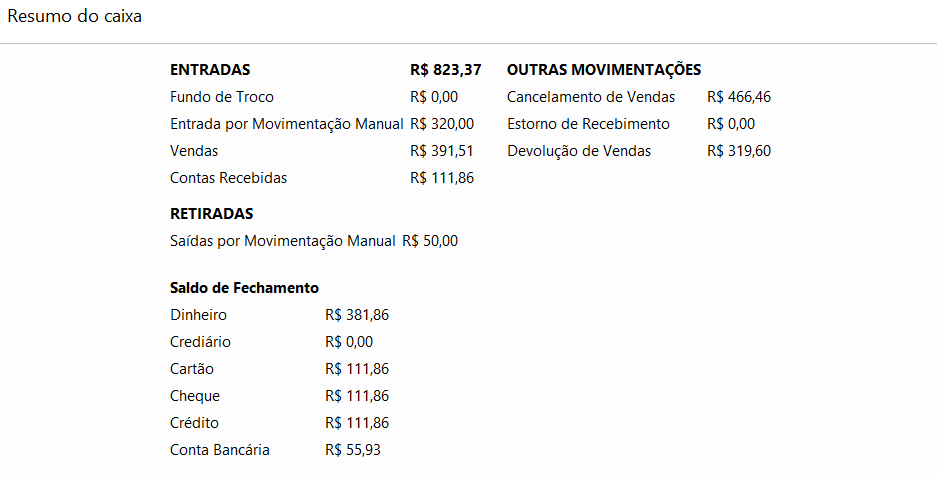 Resumo do caixa
ENTRADAS R$ 823,37
Fundo de Troco R$ 0,00
Entrada por Movimentação Manual R$ 320,00
Vendas R$ 391,51
Contas Recebidas R$ 111,86
OUTRAS MOVIMENTAÇÕES
Cancelamento de Vendas R$ 466,46
Estorno de Recebimento R$ 0,00
Devolução de Vendas R$ 319,60
RETIRADAS
Saídas por Movimentação Manual R$ 50,00
Saldo de Fechamento
Dinheiro R$ 381,86
Crediário R$ 0,00
Cartão R$ 111,86
Cheque R$ 111,86
Crédito R$ 111,86
Conta Bancária R$ 55,93